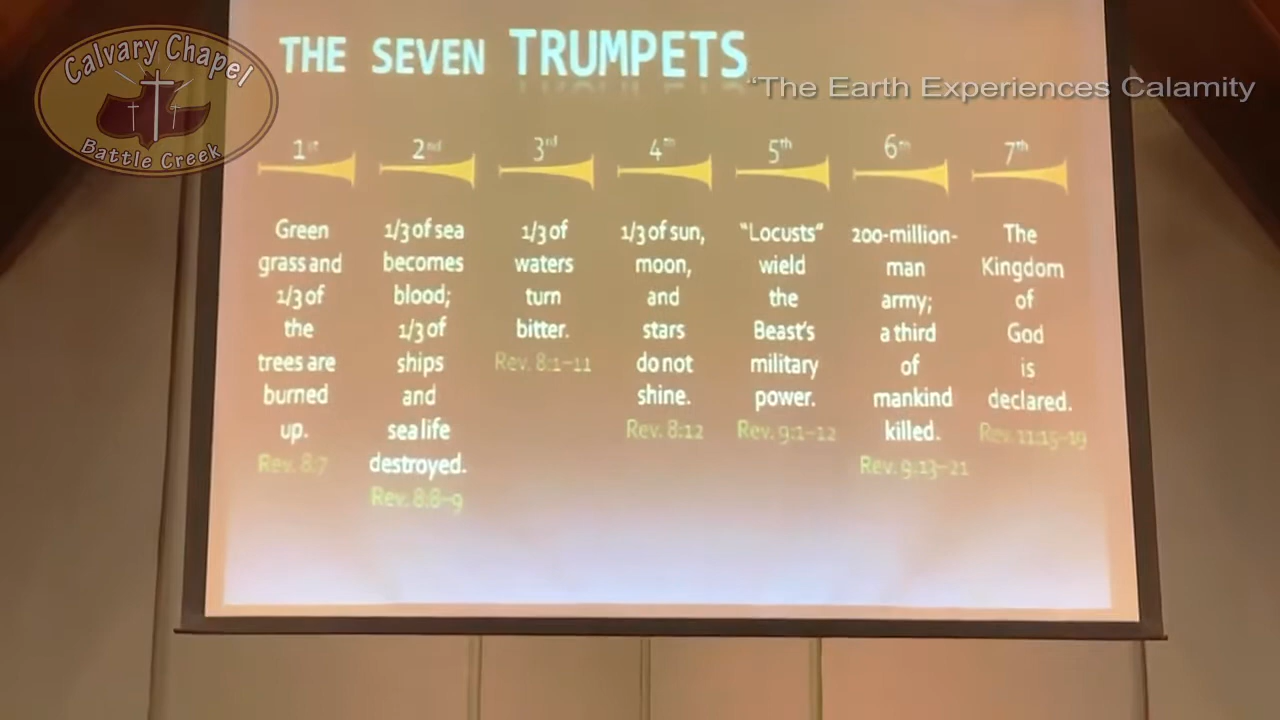 Calvary Chapel
Battle Creek
THE SEVEN TRUMPETS
"The Earth Experiences Calamity
1st
Green
grass and
1/3 of
the
trees are
burned
up.
Rev. 8:7
2nd
1/3 of sea
becomes
blood;
1/3 of
ships
and
sea life
destroyed.
Rev. 8:8-9
3rd
1/3 of
waters
turn
bitter.
Rev. 8:1-11
4th
1/3 of sun,
moon,
and
stars
do not
shine.
Rev. 8:12
5th
"Locusts"
wield
the
Beast's
military
power.
Rev. 9:1-12
6th
200-million-
man
army;
a third
of
mankind
killed.
Rev. 9:13-21
7th
The
Kingdom
of
God
is
declared.
Rev. 11:15-19